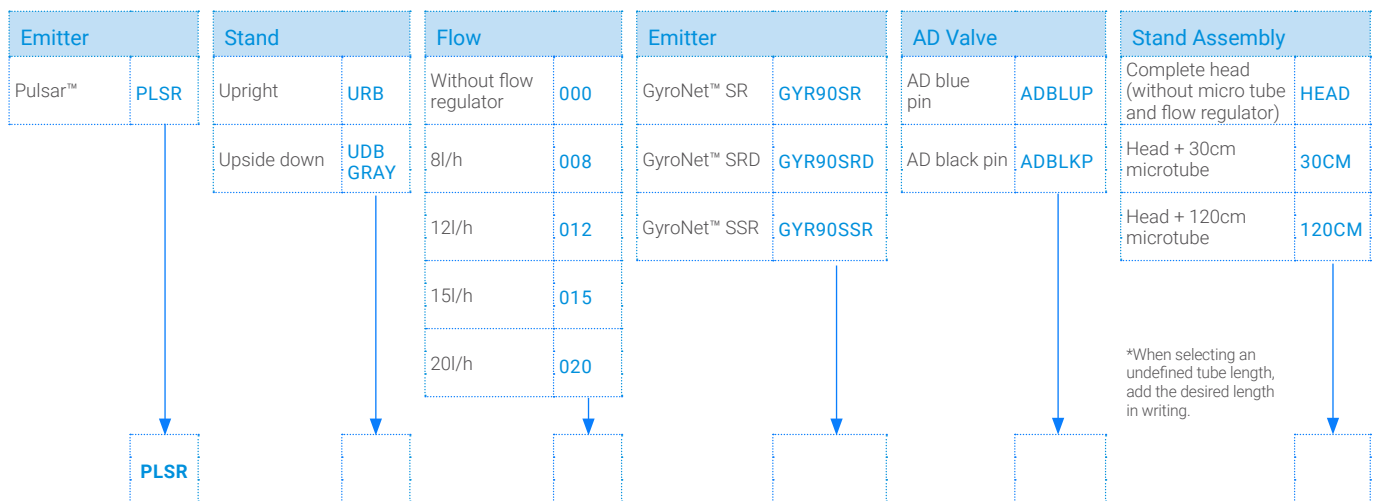 Emitter
Stand
Flow
Emitter
AD Valve
Stand Assembly
Pulsar™
PLSR
Upright
URB
Without flow
regulator
000
GyroNet™ SR
GYR90SR
AD blue
pin
ADBLUP
Complete head
(without micro tube
and flow regulator)
HEAD
Upside down
UDB
GRAY
8l/h
008
GyroNet™ SRD
GYR90SRD
AD black pin
ADBLKP
Head + 30cm
microtube
30CM
12l/h
012
GyroNet™ SSR
GYR90SSR
Head + 120cm
microtube
120CM
15l/h
015
20l/h
020
*When selecting an
undefined tube length,
add the desired length
in writing.
PLSR